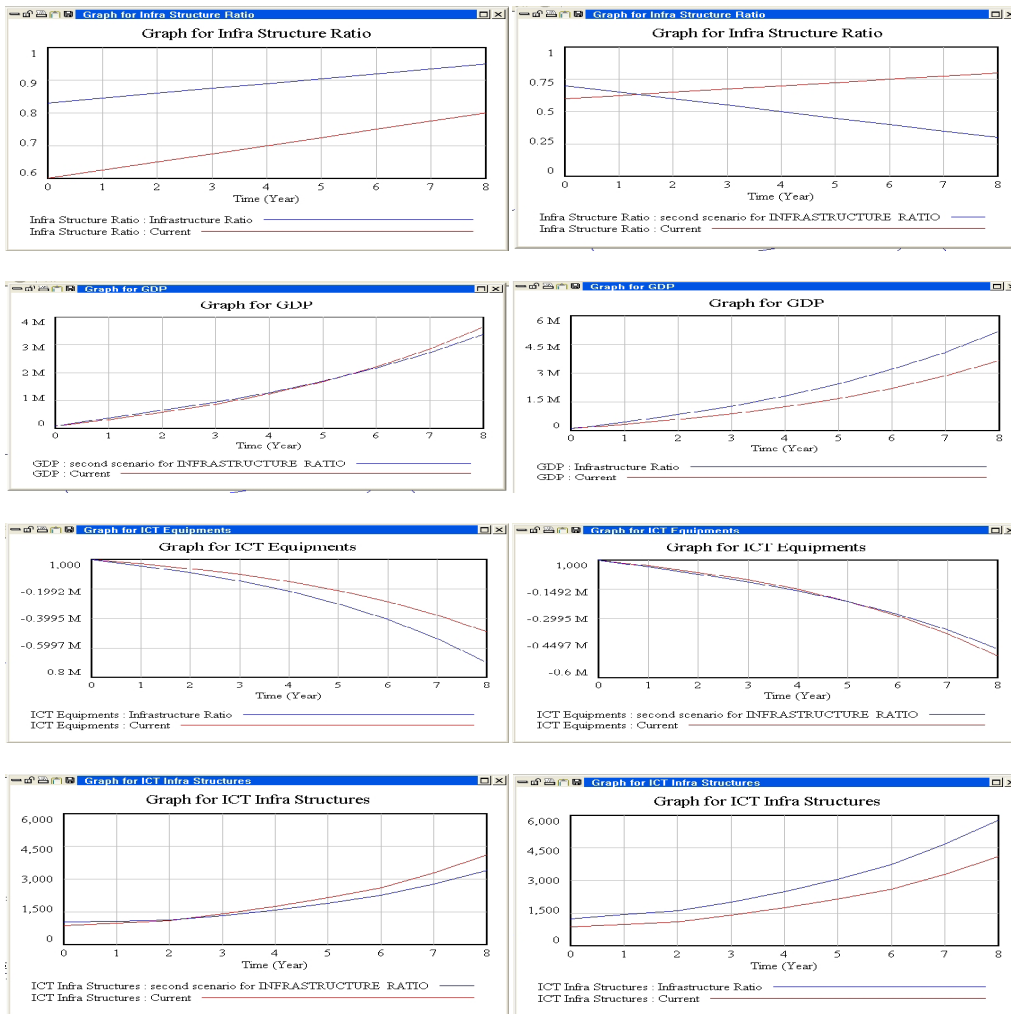 Graph for Infra Structure Ratio
Graph for Infra Structure Ratio
1
0.9
0.8
0.7
0.6
0 1 2 3 4 5 6 7 8
Time (Year)
Infra Structure Ratio : Infrastructure Ratio
Infra Structure Ratio : Current
Graph for Infra Structure Ratio
Graph for Infra Structure Ratio
1
0.75
0.5
0.25
0
0 1 2 3 4 5 6 7 8
Time (Year)
Infra Structure Ratio : second scenario for INFRASTRUCTURE RATIO
Infra Structure Ratio : Current
Graph for GDP
Graph for GDP
4 M
3 M
2 M
1 M
0
0 1 2 3 4 5 6 7 8
Time (Year)
GDP : second scenario for INFRASTRUCTURE RATIO
GDP : Current
Graph for GDP
Graph for GDP
6 M
4.5 M
3 M
1.5 M
0
0 1 2 3 4 5 6 7 8
Time (Year)
GDP : Infrastructure Ratio
GDP : Current
Graph for ICT Equipments
Graph for ICT Equipments
1,000
-0.1992 M
-0.3995 M
-0.5997 M
0.8 M
0 1 2 3 4 5 6 7 8
Time (Year)
ICT Equipments : Infrastructure Ratio
ICT Equipments : Current
Graph for ICT Equipments
Graph for ICT Equipments
1,000
-0.1492 M
-0.2995 M
-0.4497 M
-0.6 M
0 1 2 3 4 5 6 7 8
Time (Year)
ICT Equipments : second scenario for INFRASTRUCTURE RATIO
ICT Equipments : Current
Graph for ICT Infra Structures
Graph for ICT Infra Structures
6,000
4,500
3,000
1,500
0
0 1 2 3 4 5 6 7 8
Time (Year)
ICT Infra Structures : second scenario for INFRASTRUCTURE RATIO
ICT Infra Structures : Current
Graph for ICT Infra Structures
Graph for ICT Infra Structures
6,000
4,500
3,000
1,500
0
0 1 2 3 4 5 6 7 8
Time (Year)
ICT Infra Structures : Infrastructure Ratio
ICT Infra Structures : Current